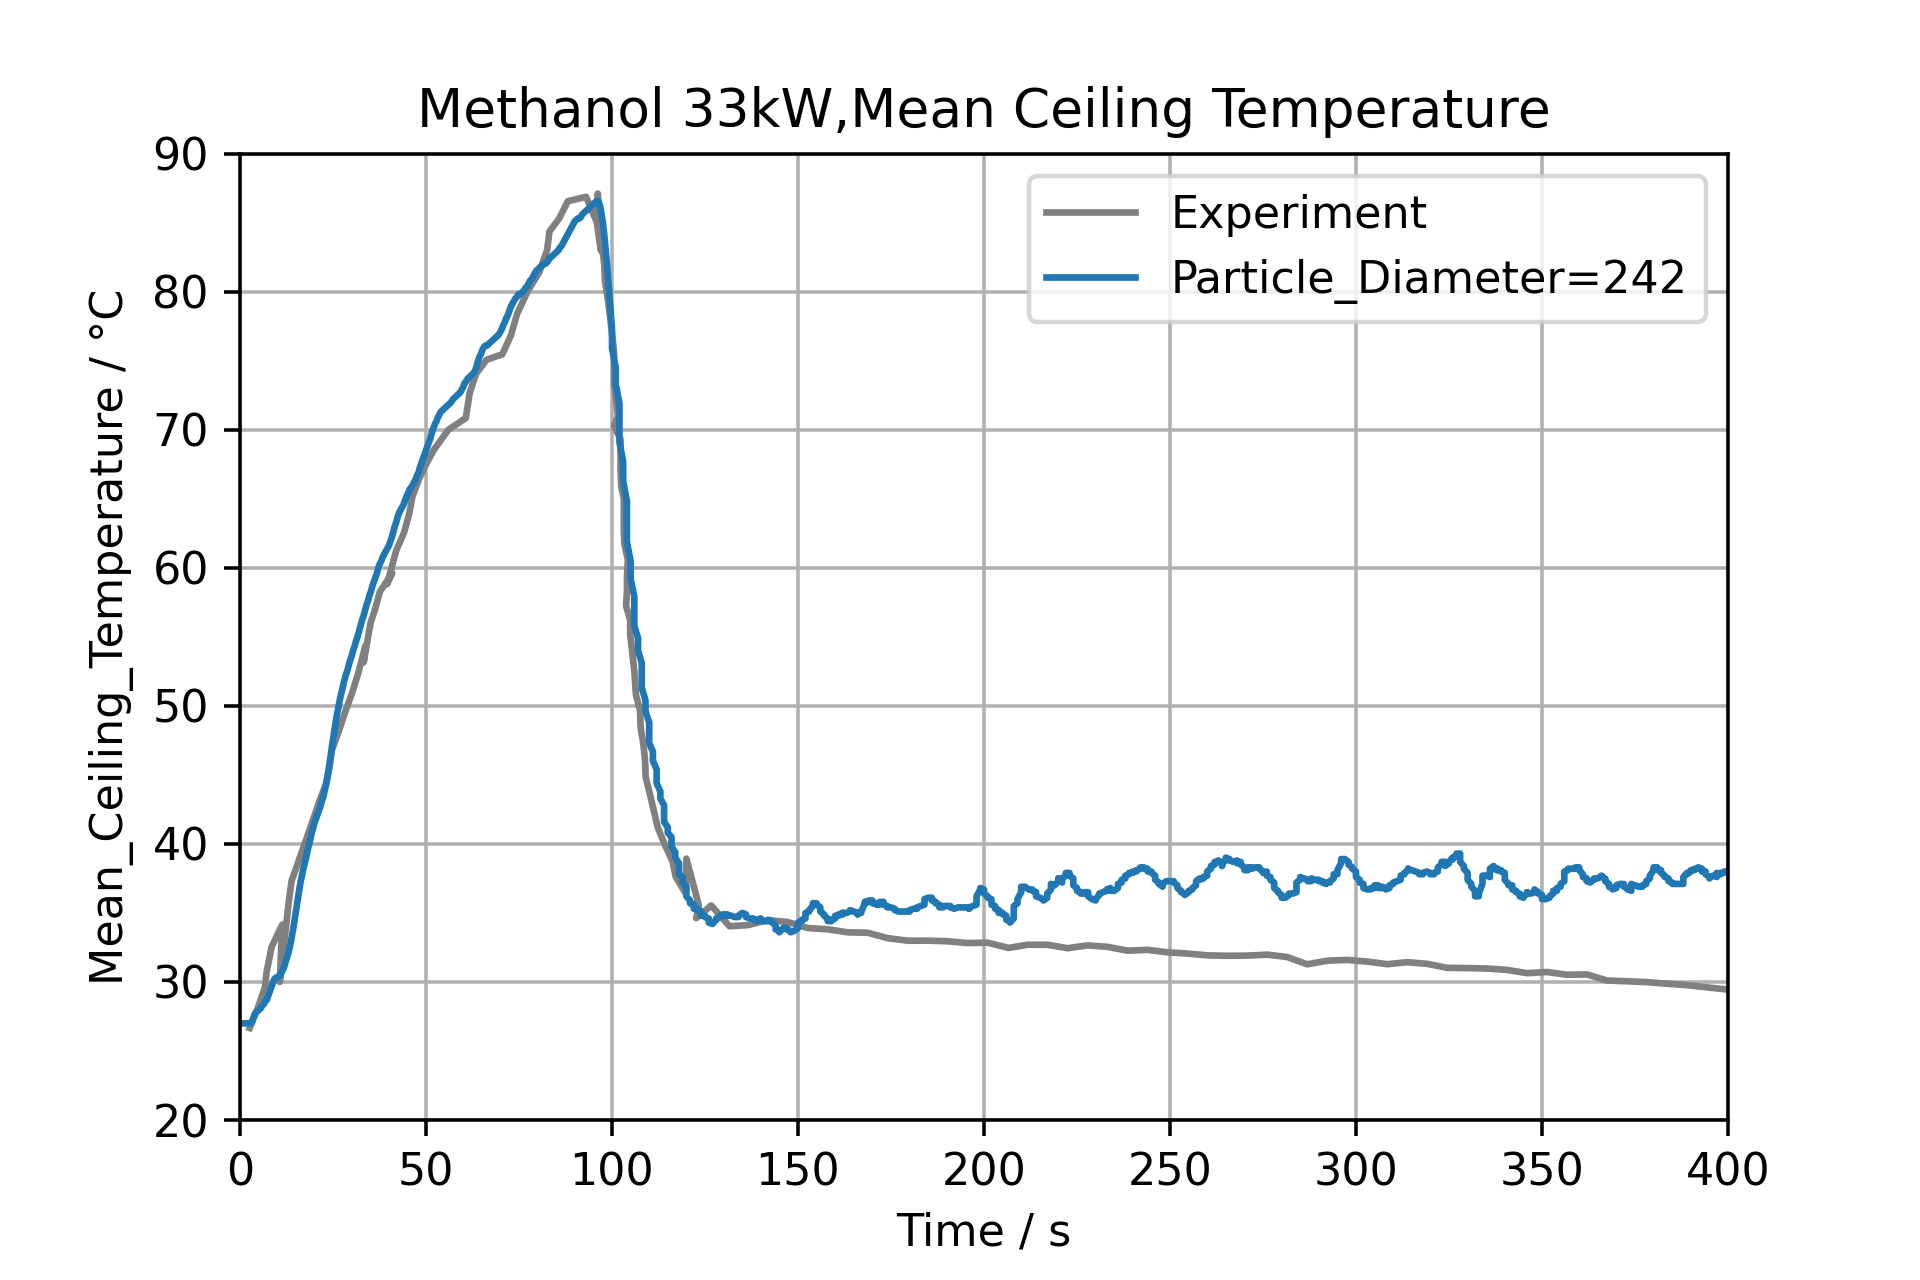 Methanol 33kW,Mean Ceiling Temperature
90
80
70
60
50
40
30
20
Mean_Ceiling_Temperature / °C
Experiment
Particle_Diameter=242
0 50 100 150 200 250 300 350 400
Time / s